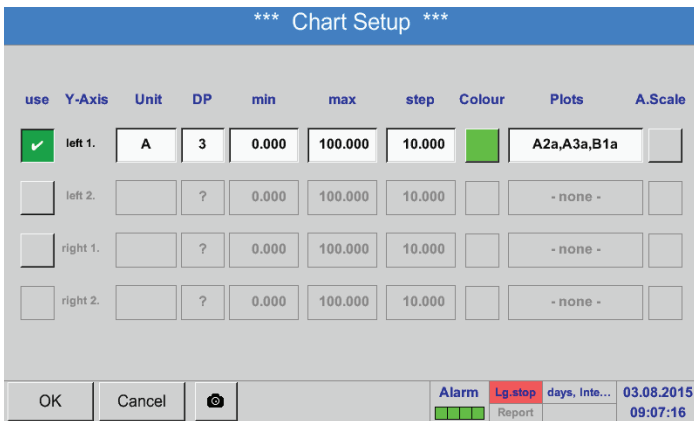 *** Chart Setup ***
use Y-Axis Unit DP min max step Colour Plots A.Scale
left 1. A 3 0.000 100.000 10.000 A2a,A3a,B1a
left 2. ? 0.000 100.000 10.000 - none -
right 1. ? 0.000 100.000 10.000 - none -
right 2. ? 0.000 100.000 10.000 - none -
OK Cancel Alarm Lg.stop days, Inte... 03.08.2015
Report 09:07:16